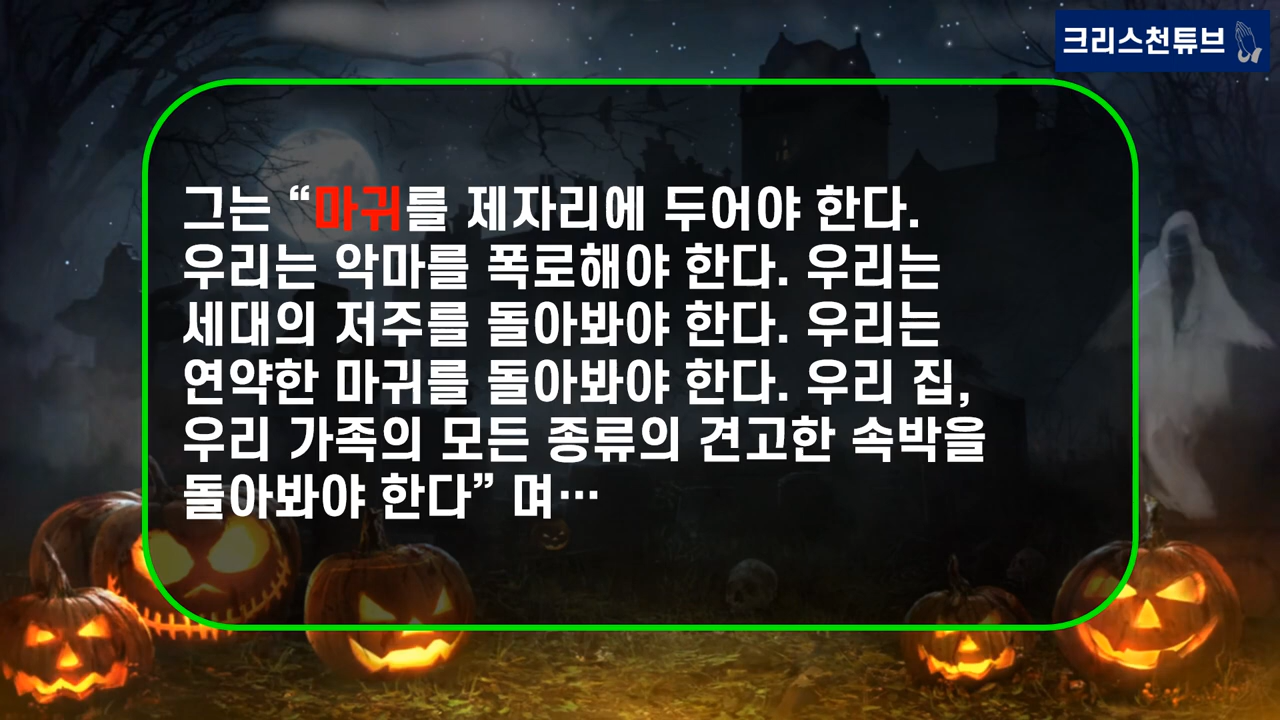 크리스천튜브
그는 “마귀를 제자리에 두어야 한다.
우리는 악마를 폭로해야 한다. 우리는
세대의 저주를 돌아봐야 한다. 우리는
연약한 마귀를 돌아봐야 한다. 우리 집,
우리 가족의 모든 종류의 견고한 속박을
돌아봐야 한다” 며…